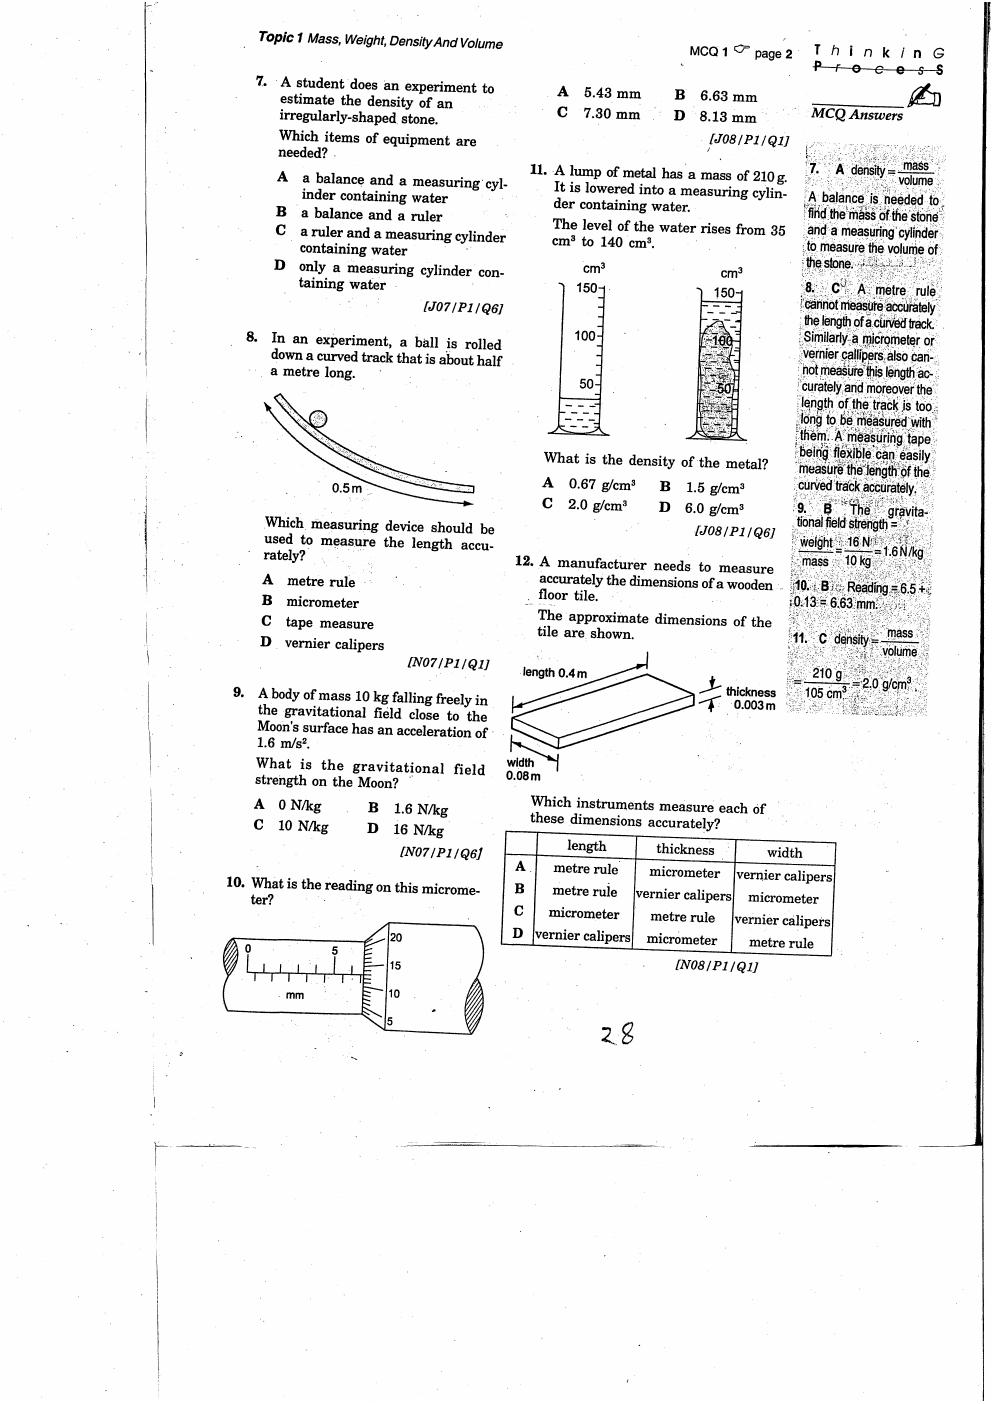 Topic 1 Mass, Weight, Density And Volume
MCQ 1 ☞ page 2
ThinkinG
ProcesS
MCQ Answers
7. A student does an experiment to
estimate the density of an
irregularly-shaped stone.
Which items of equipment are
needed?
A a balance and a measuring cyl-
inder containing water
B a balance and a ruler
C a ruler and a measuring cylinder
containing water
D only a measuring cylinder con-
taining water
[J07/P1/Q6]
8. In an experiment, a ball is rolled
down a curved track that is about half
a metre long.
0.5 m
Which measuring device should be
used to measure the length accu-
rately?
A metre rule
B micrometer
C tape measure
D vernier calipers
[N07/P1/Q1]
9. A body of mass 10 kg falling freely in
the gravitational field close to the
Moon's surface has an acceleration of
1.6 m/s².
What is the gravitational field
strength on the Moon?
A 0 N/kg B 1.6 N/kg
C 10 N/kg D 16 N/kg
[N07/P1/Q6]
10. What is the reading on this microme-
ter?
0 5
mm
20
15
10
5
A 5.43 mm B 6.63 mm
C 7.30 mm D 8.13 mm
[J08/P1/Q1]
11. A lump of metal has a mass of 210 g.
It is lowered into a measuring cylin-
der containing water.
The level of the water rises from 35
cm³ to 140 cm³.
cm³ cm³
150 150
100 100
50 50
What is the density of the metal?
A 0.67 g/cm³ B 1.5 g/cm³
C 2.0 g/cm³ D 6.0 g/cm³
[J08/P1/Q6]
12. A manufacturer needs to measure
accurately the dimensions of a wooden
floor tile.
The approximate dimensions of the
tile are shown.
length 0.4 m
thickness
0.003 m
width
0.08 m
Which instruments measure each of
these dimensions accurately?
length thickness width
A metre rule micrometer vernier calipers
B metre rule vernier calipers micrometer
C micrometer metre rule vernier calipers
D vernier calipers micrometer metre rule
[N08/P1/Q1]
28
7. A density = mass
volume
A balance is needed to
find the mass of the stone
and a measuring cylinder
to measure the volume of
the stone.
8. C A metre rule
cannot measure accurately
the length of a curved track.
Similarly a micrometer or
vernier callipers also can-
not measure this length ac-
curately and moreover the
length of the track is too
long to be measured with
them. A measuring tape
being flexible can easily
measure the length of the
curved track accurately.
9. B The gravita-
tional field strength =
weight = 16 N = 1.6 N/kg
mass 10 kg
10. B Reading = 6.5 +
0.13 = 6.63 mm.
11. C density = mass
volume
= 210 g = 2.0 g/cm³.
105 cm³